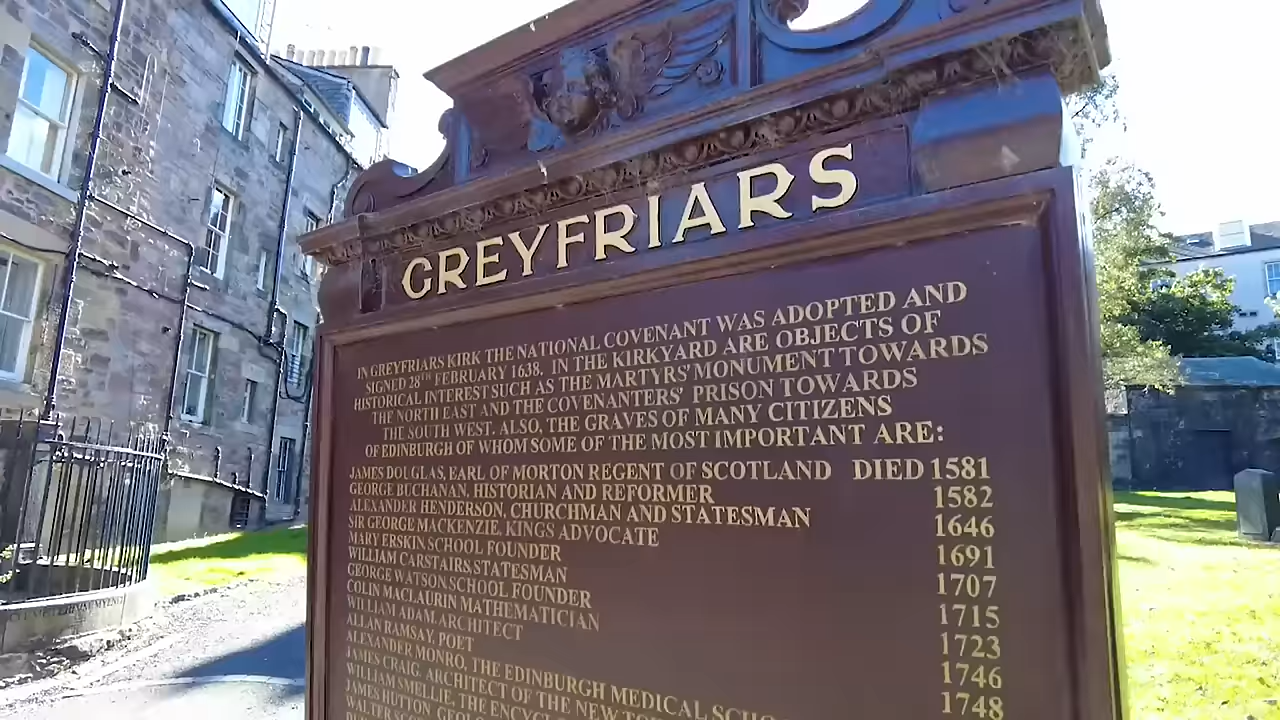 GREYFRIARS
IN GREYFRIARS KIRK THE NATIONAL COVENANT WAS ADOPTED AND
SIGNED 28TH FEBRUARY 1638. IN THE KIRKYARD ARE OBJECTS OF
HISTORICAL INTEREST SUCH AS THE MARTYRS' MONUMENT TOWARDS
THE NORTH EAST AND THE COVENANTERS' PRISON TOWARDS
THE SOUTH WEST. ALSO, THE GRAVES OF MANY CITIZENS
OF EDINBURGH OF WHOM SOME OF THE MOST IMPORTANT ARE:
JAMES DOUGLAS, EARL OF MORTON REGENT OF SCOTLAND DIED 1581
GEORGE BUCHANAN, HISTORIAN AND REFORMER 1582
ALEXANDER HENDERSON, CHURCHMAN AND STATESMAN 1646
SIR GEORGE MACKENZIE, KINGS ADVOCATE 1691
MARY ERSKIN, SCHOOL FOUNDER 1707
WILLIAM CARSTAIRS, STATESMAN 1715
GEORGE WATSON, SCHOOL FOUNDER 1723
COLIN MACLAURIN, MATHEMATICIAN 1746
WILLIAM ADAM, ARCHITECT 1748
ALLAN RAMSAY, POET
ALEXANDER MONRO, THE EDINBURGH MEDICAL
JAMES CRAIG, ARCHITECT OF THE NEW
WILLIAM SMELLIE, THE
JAMES HUTTON,
WALTER